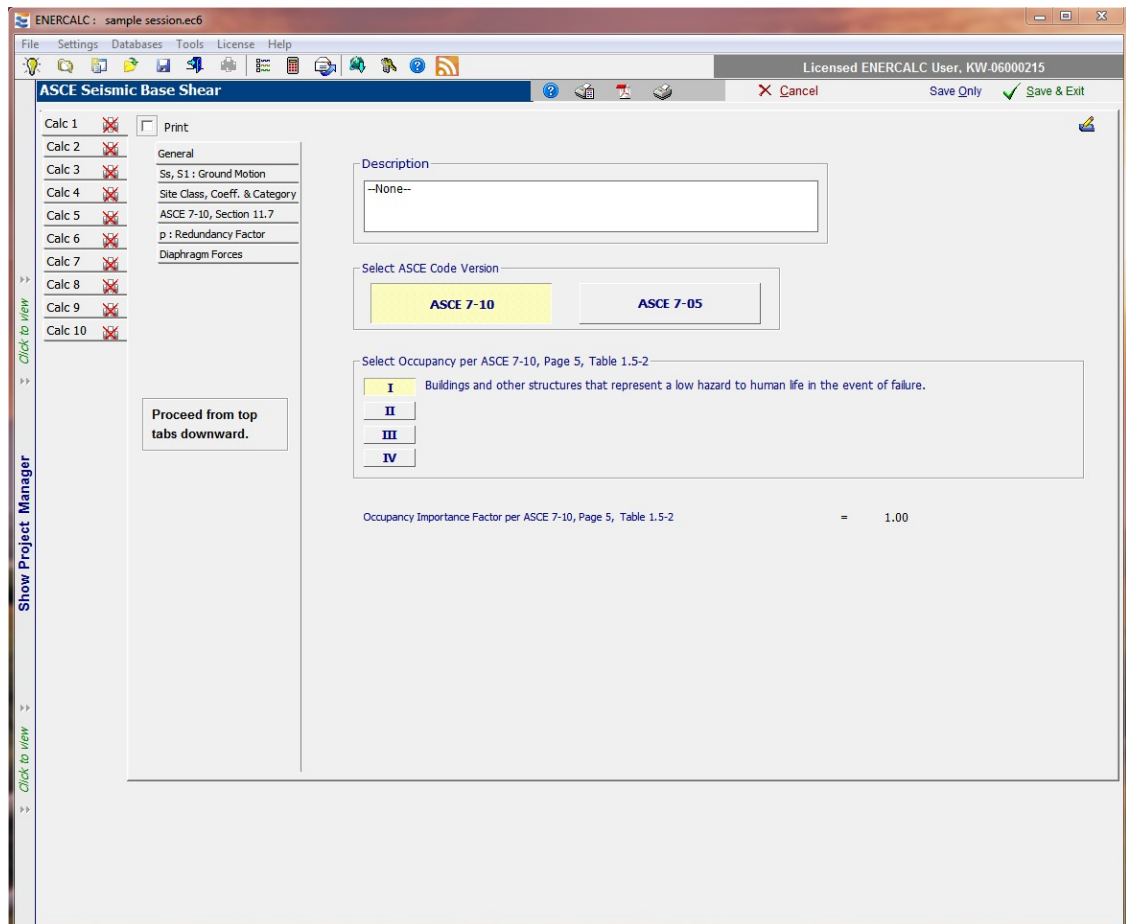 ENERCALC : sample session.ec6
File Settings Databases Tools License Help
Licensed ENERCALC User, KW-06000215
ASCE Seismic Base Shear
Cancel
Save Only
Save & Exit
Calc 1
Calc 2
Calc 3
Calc 4
Calc 5
Calc 6
Calc 7
Calc 8
Calc 9
Calc 10
Print
General
Ss, S1 : Ground Motion
Site Class, Coeff. & Category
ASCE 7-10, Section 11.7
p : Redundancy Factor
Diaphragm Forces
Proceed from top
tabs downward.
Description
--None--
Select ASCE Code Version
ASCE 7-10
ASCE 7-05
Select Occupancy per ASCE 7-10, Page 5, Table 1.5-2
I Buildings and other structures that represent a low hazard to human life in the event of failure.
II
III
IV
Occupancy Importance Factor per ASCE 7-10, Page 5, Table 1.5-2 = 1.00
>> Click to view >>
Show Project Manager
>> Click to view >>